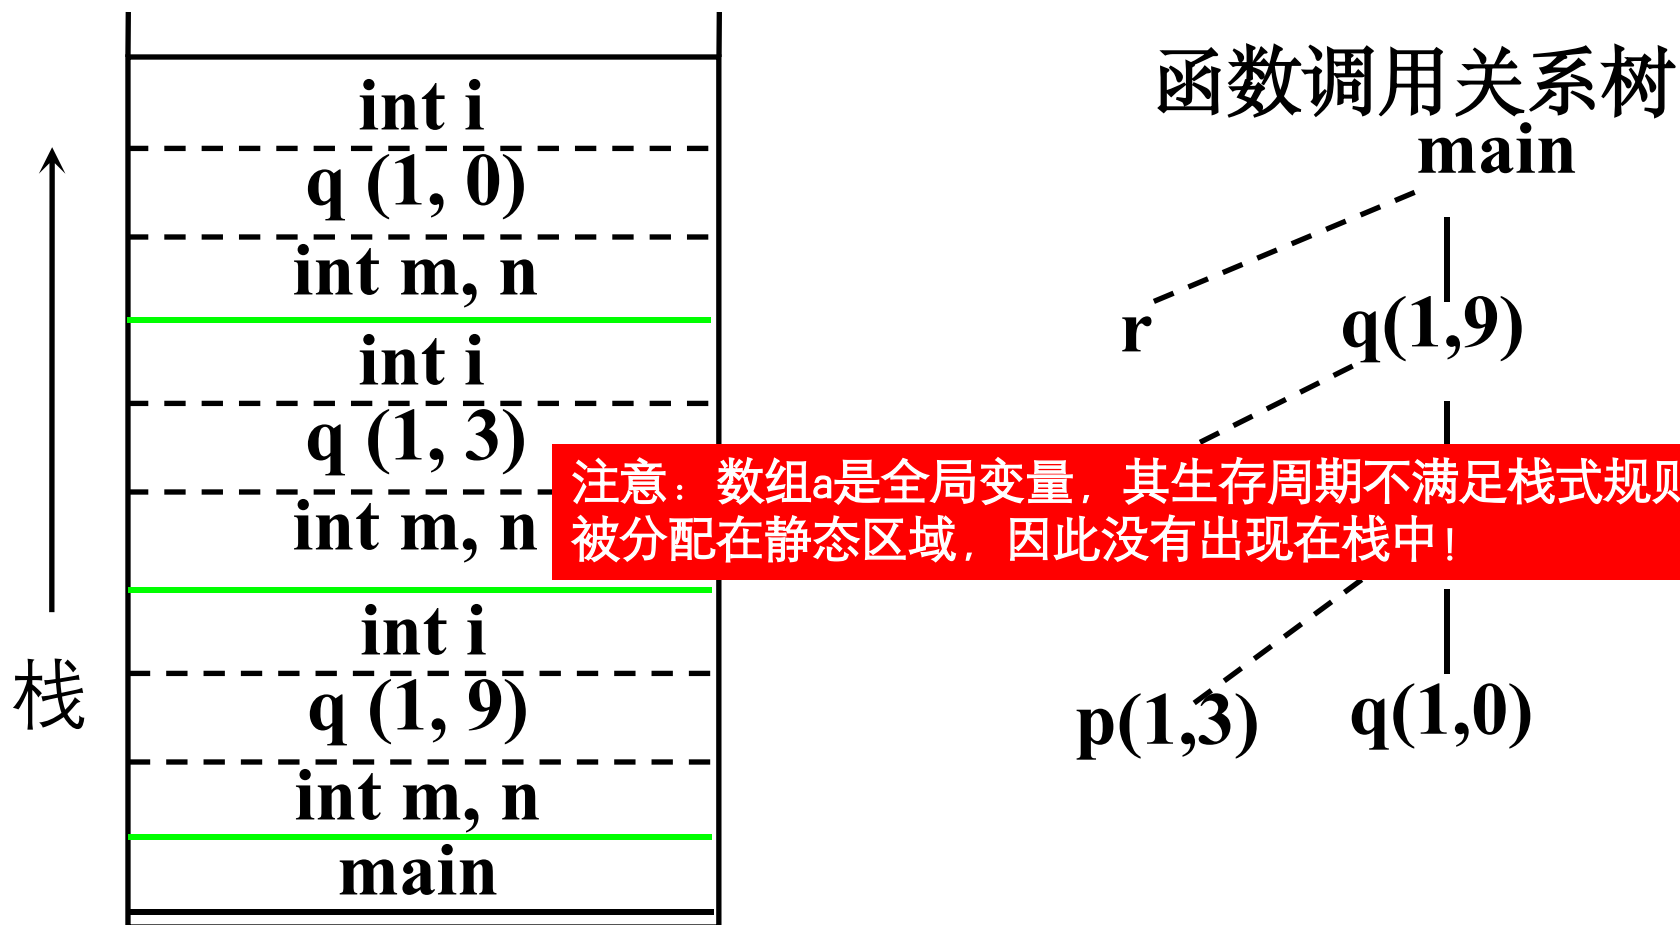 int i
q (1, 0)
int m, n
int i
q (1, 3)
int m, n
int i
q (1, 9)
int m, n
main
栈
函数调用关系树
main
r
q(1,9)
注意：数组a是全局变量，其生存周期不满足栈式规则
被分配在静态区域，因此没有出现在栈中！
p(1,3)
q(1,0)